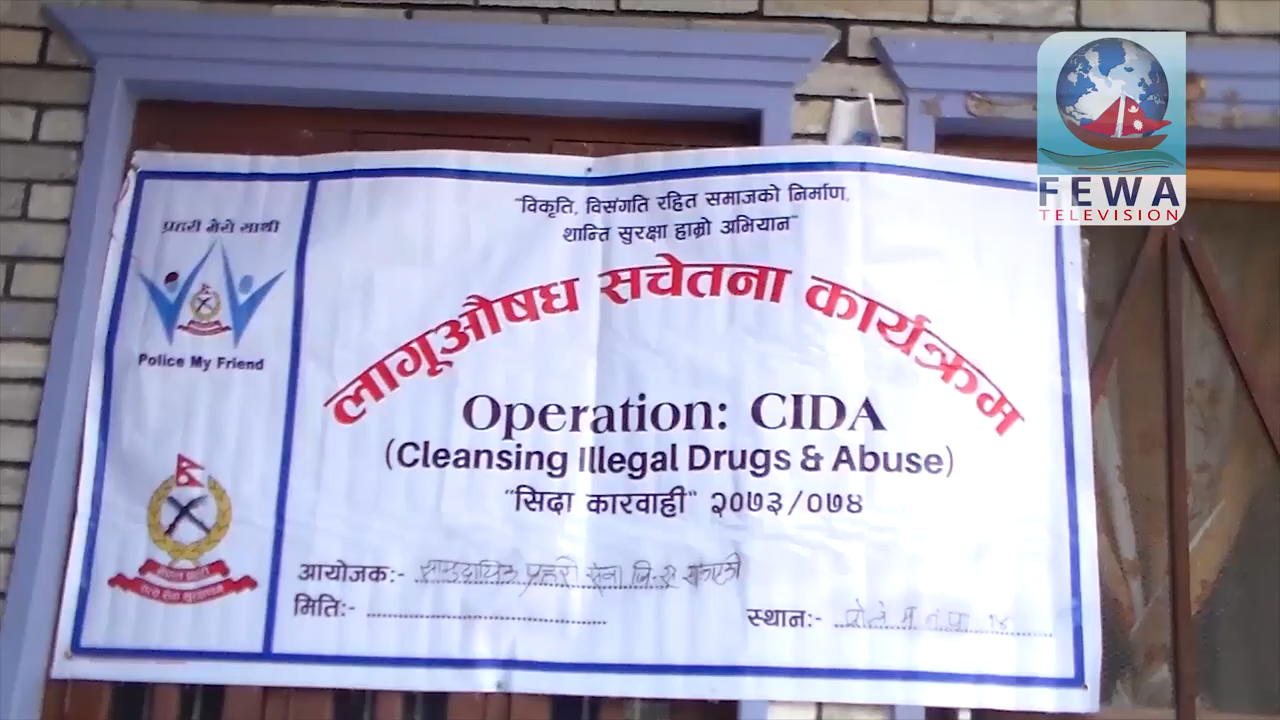 FEWA
TELEVISION
"विकृति, विसंगति रहित समाजको निर्माण,
शान्ति सुरक्षा हाम्रो अभियान"
प्रहरी मेरो साथी
Police My Friend
लागूऔषध सचेतना कार्यक्रम
Operation: CIDA
(Cleansing Illegal Drugs & Abuse)
"सिदा कारवाही" २०७३/०७४
आयोजक:- प्रहरी सेवा
मिति:-
स्थान:-